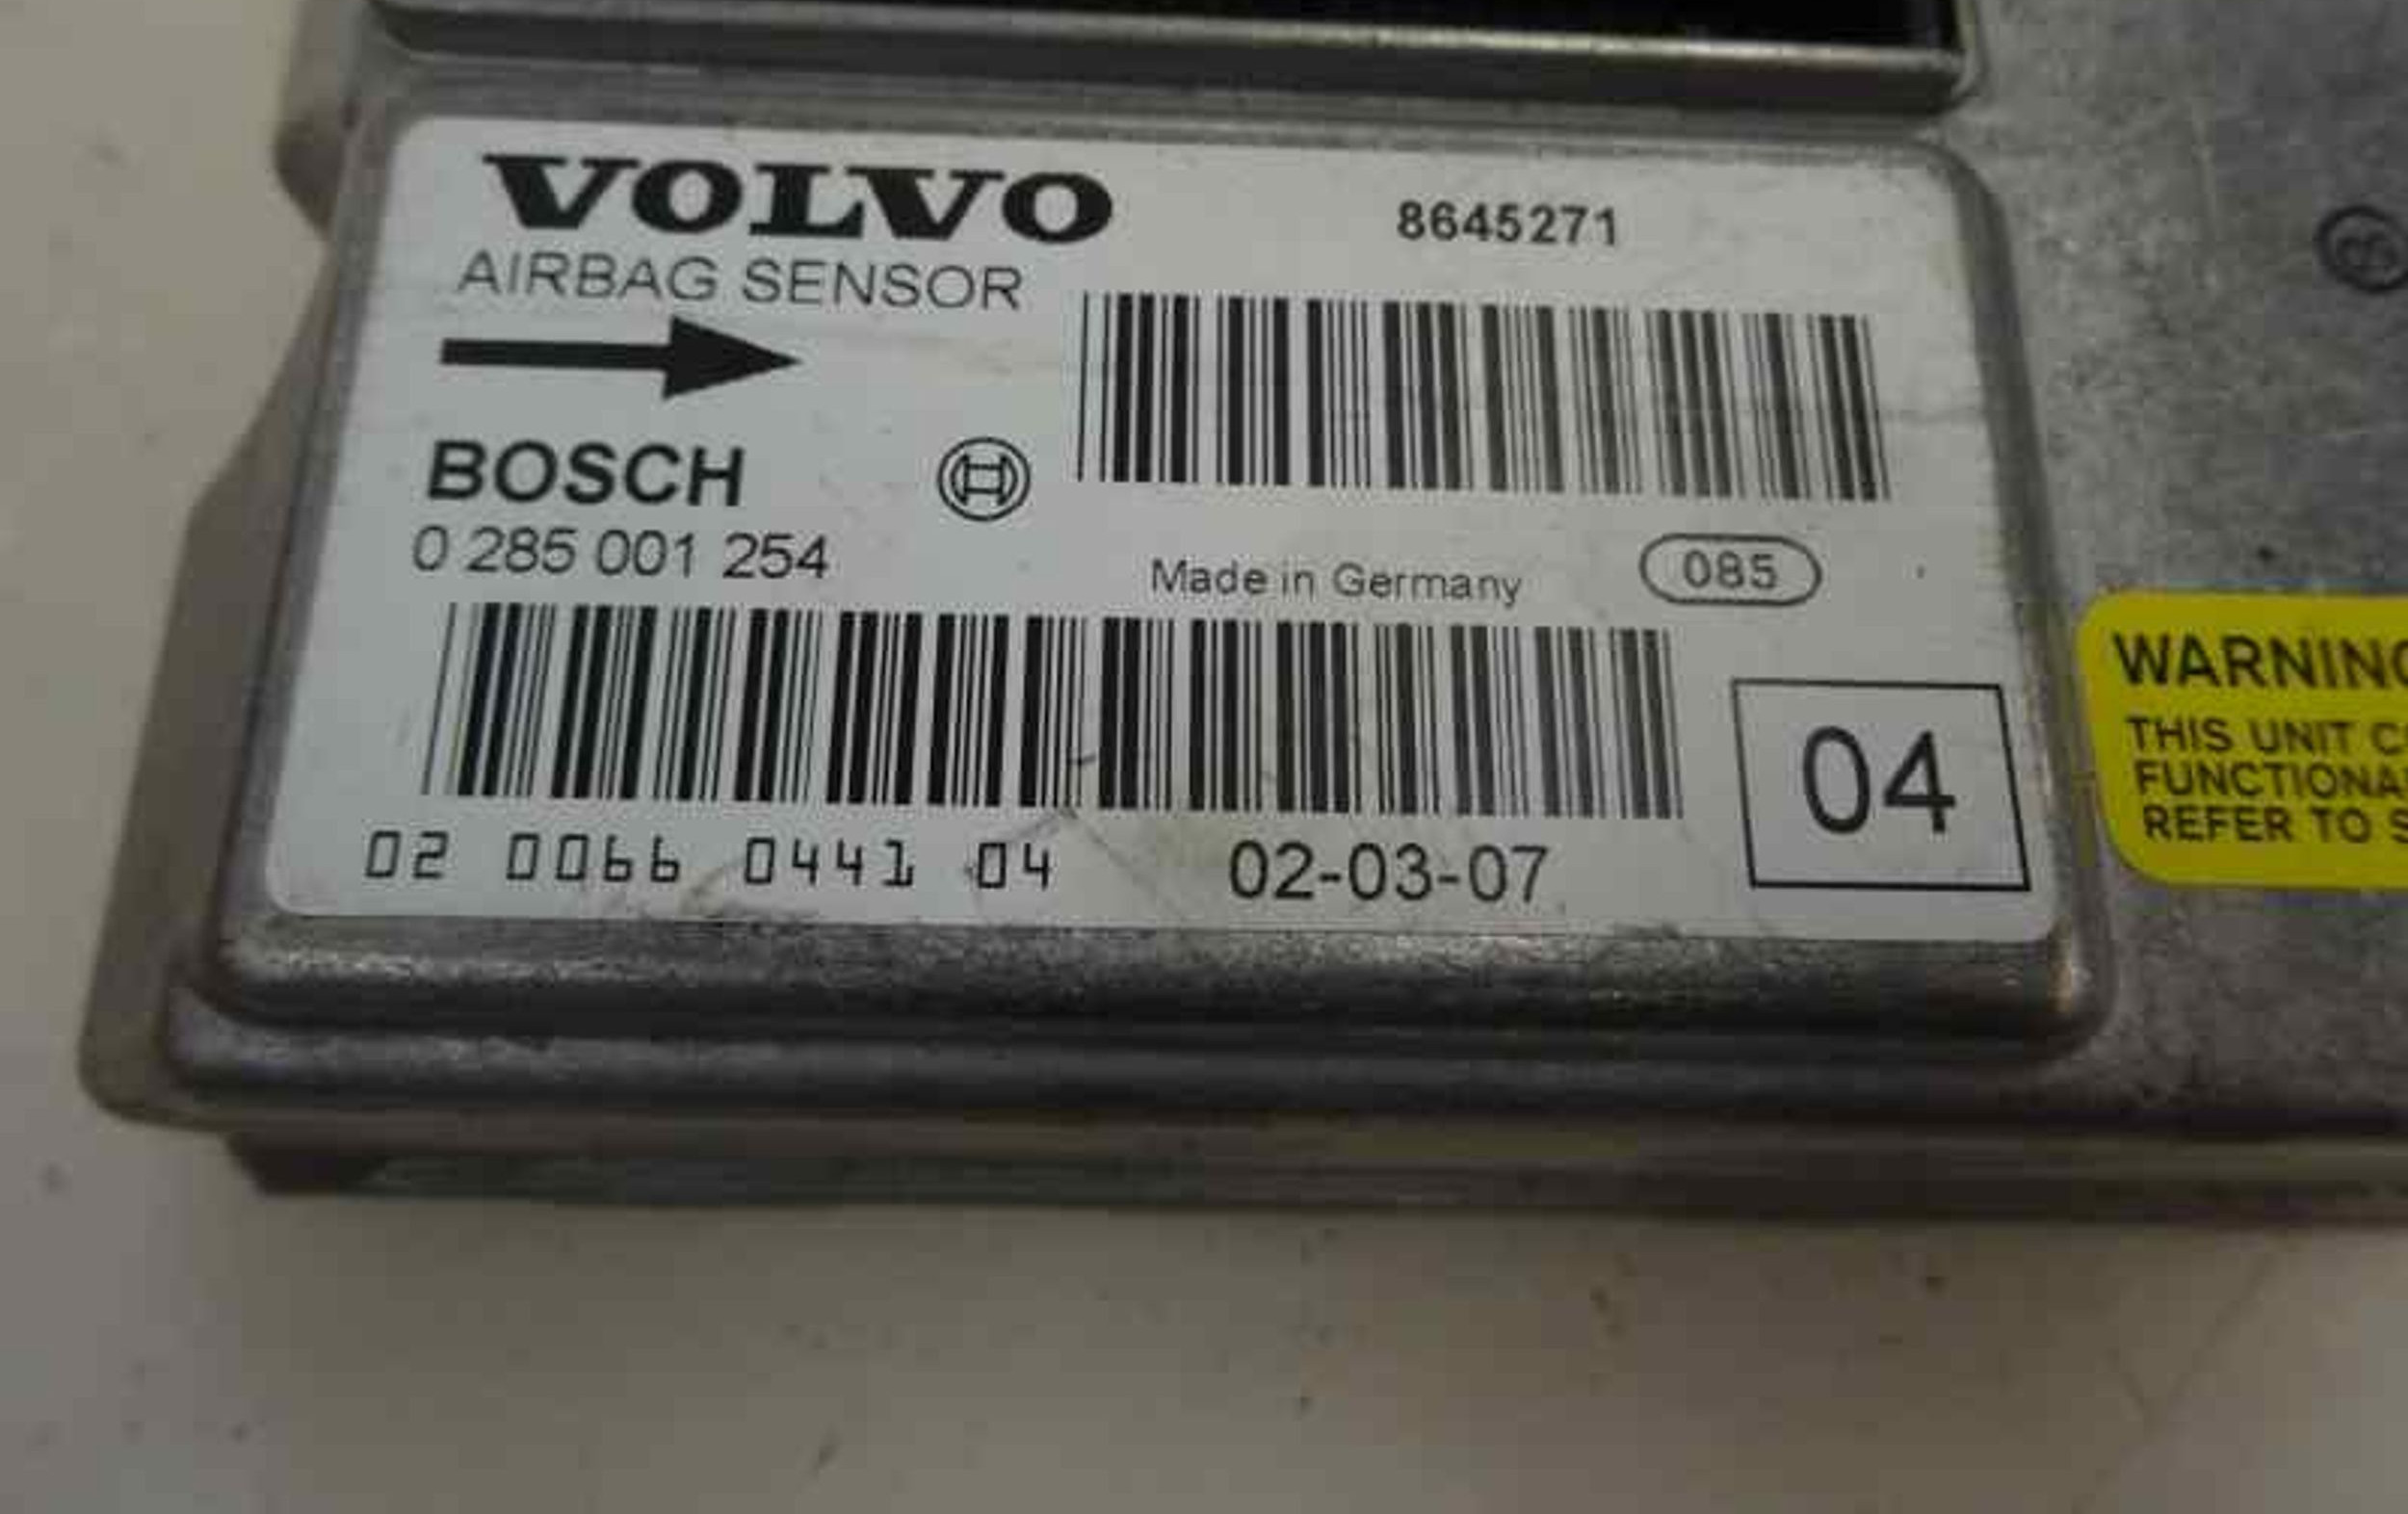 VOLVO
8645271
AIRBAG SENSOR
BOSCH
0 285 001 254
Made in Germany
085
02 0066 0441 04
02-03-07
04
WARNING
THIS UNIT
FUNCTIONA
REFER TO